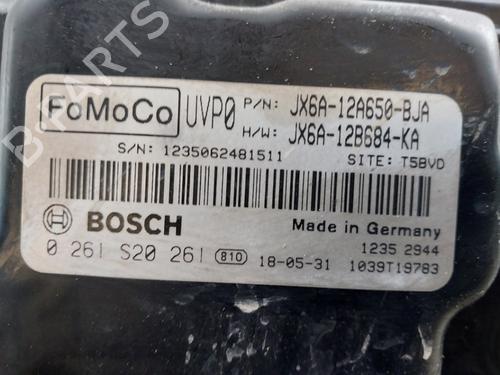 FoMoCo UVP0 P/N: JX6A-12A650-BJA
H/W: JX6A-12B684-KA
S/N: 1235062481511 SITE: T5BVD
BOSCH Made in Germany
0 261 S20 261 810 18-05-31 1235 2944
1039T19783